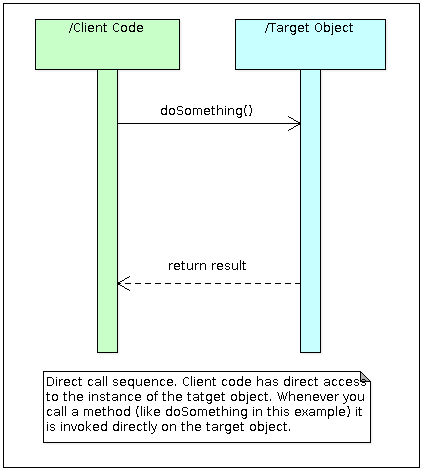 /Client Code
/Target Object
doSomething()
return result
Direct call sequence. Client code has direct access
to the instance of the tatget object. Whenever you
call a method (like doSomething in this example) it
is invoked directly on the target object.